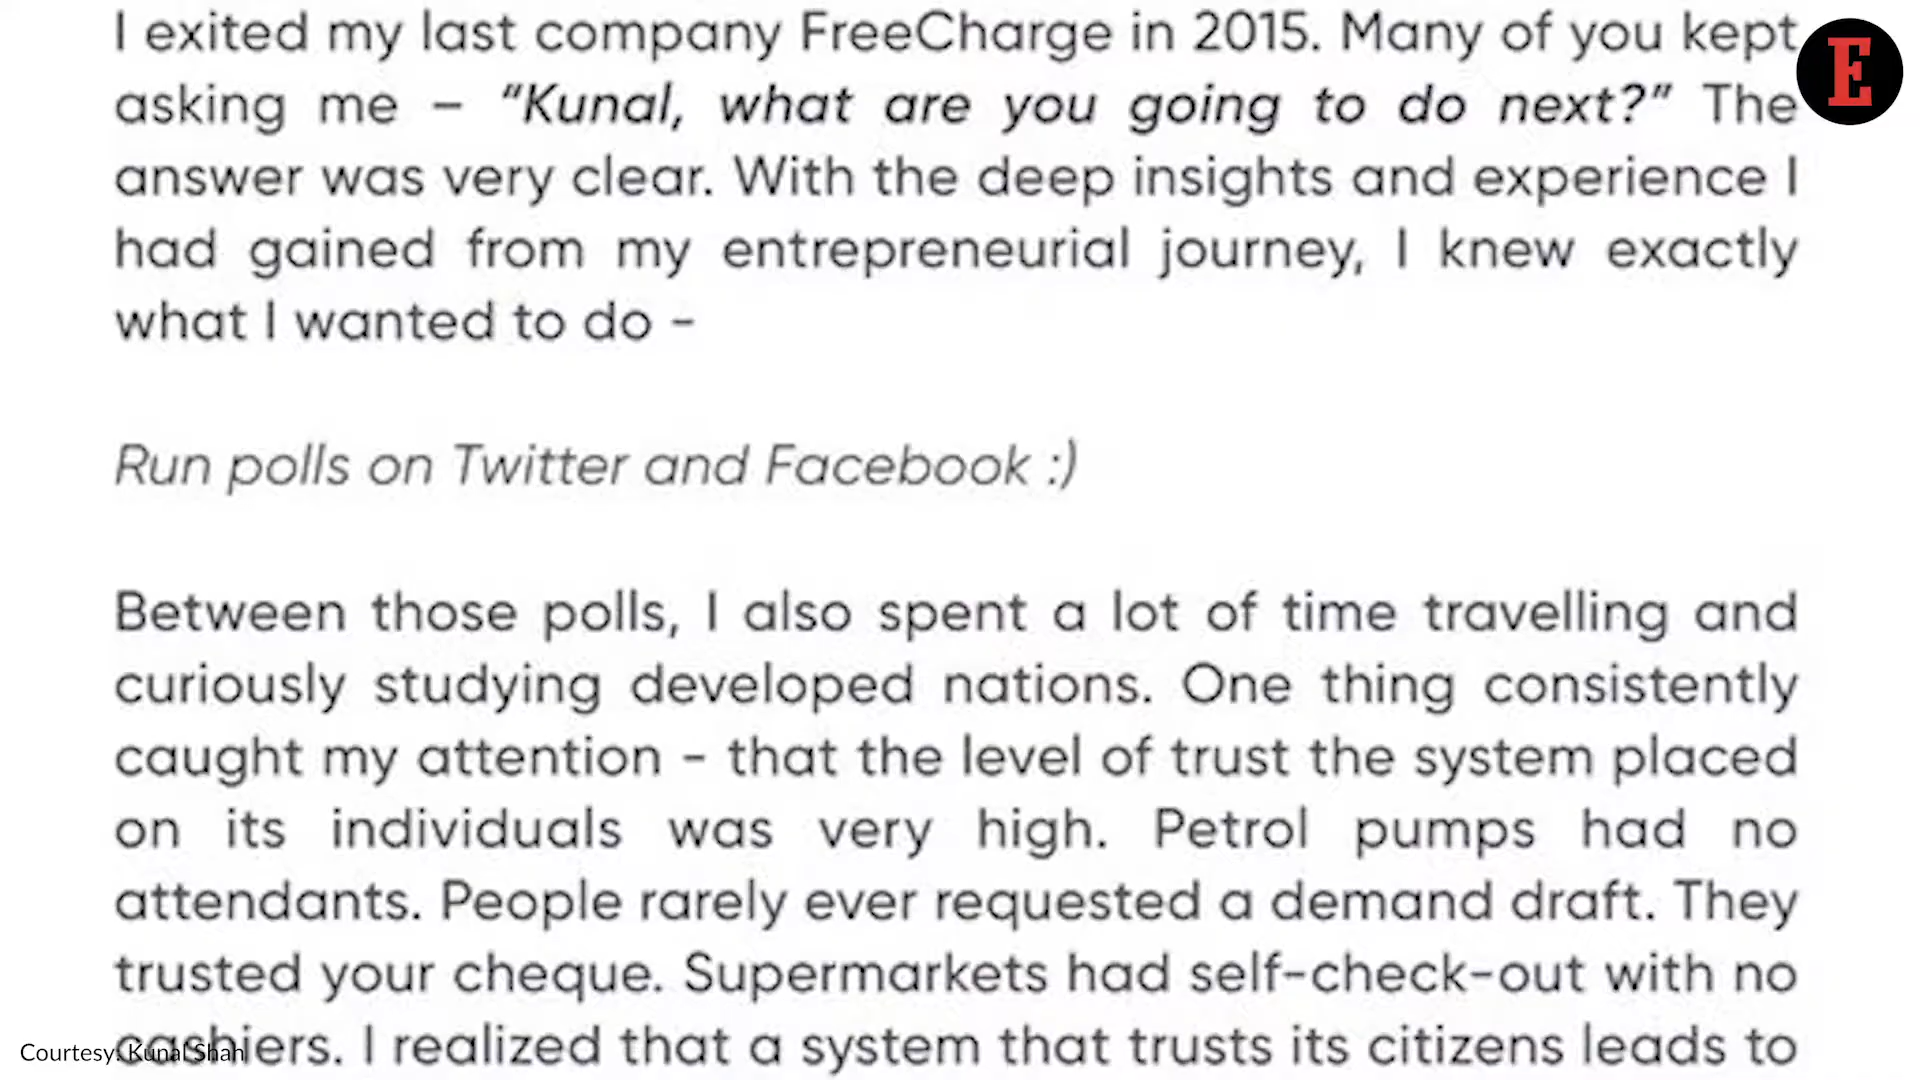 I exited my last company FreeCharge in 2015. Many of you kept
asking me – “Kunal, what are you going to do next?” The
answer was very clear. With the deep insights and experience I
had gained from my entrepreneurial journey, I knew exactly
what I wanted to do -
Run polls on Twitter and Facebook :)
Between those polls, I also spent a lot of time travelling and
curiously studying developed nations. One thing consistently
caught my attention - that the level of trust the system placed
on its individuals was very high. Petrol pumps had no
attendants. People rarely ever requested a demand draft. They
trusted your cheque. Supermarkets had self-check-out with no
cashiers. I realized that a system that trusts its citizens leads to
Courtesy: Kunal Shah
E